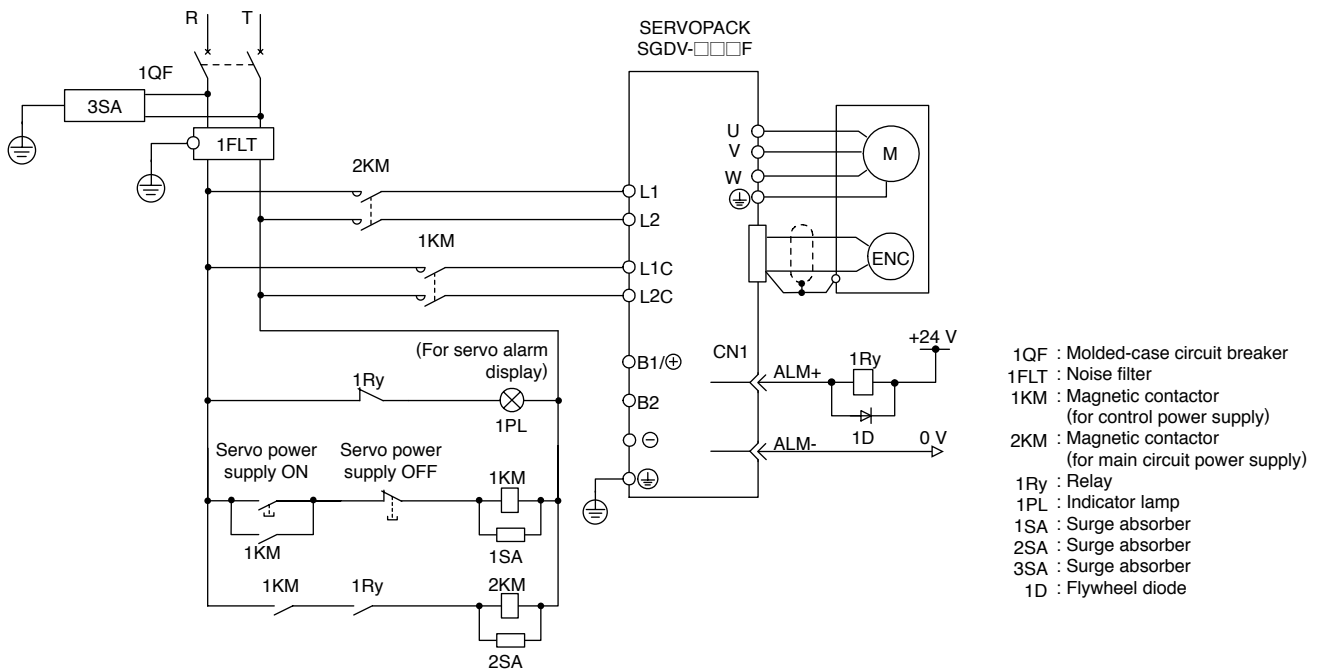 R
T
SERVOPACK
SGDV-□□□F
1QF
3SA
1FLT
U
V
W
M
2KM
L1
L2
1KM
L1C
L2C
ENC
+24 V
(For servo alarm
display)
CN1
B1/⊕
ALM+
1Ry
1Ry
B2
1PL
1D
ALM-
0 V
⊖
Servo power
supply ON
Servo power
supply OFF
1KM
1KM
1SA
1KM
1Ry
2KM
2SA
1QF : Molded-case circuit breaker
1FLT : Noise filter
1KM : Magnetic contactor
(for control power supply)
2KM : Magnetic contactor
(for main circuit power supply)
1Ry : Relay
1PL : Indicator lamp
1SA : Surge absorber
2SA : Surge absorber
3SA : Surge absorber
1D : Flywheel diode